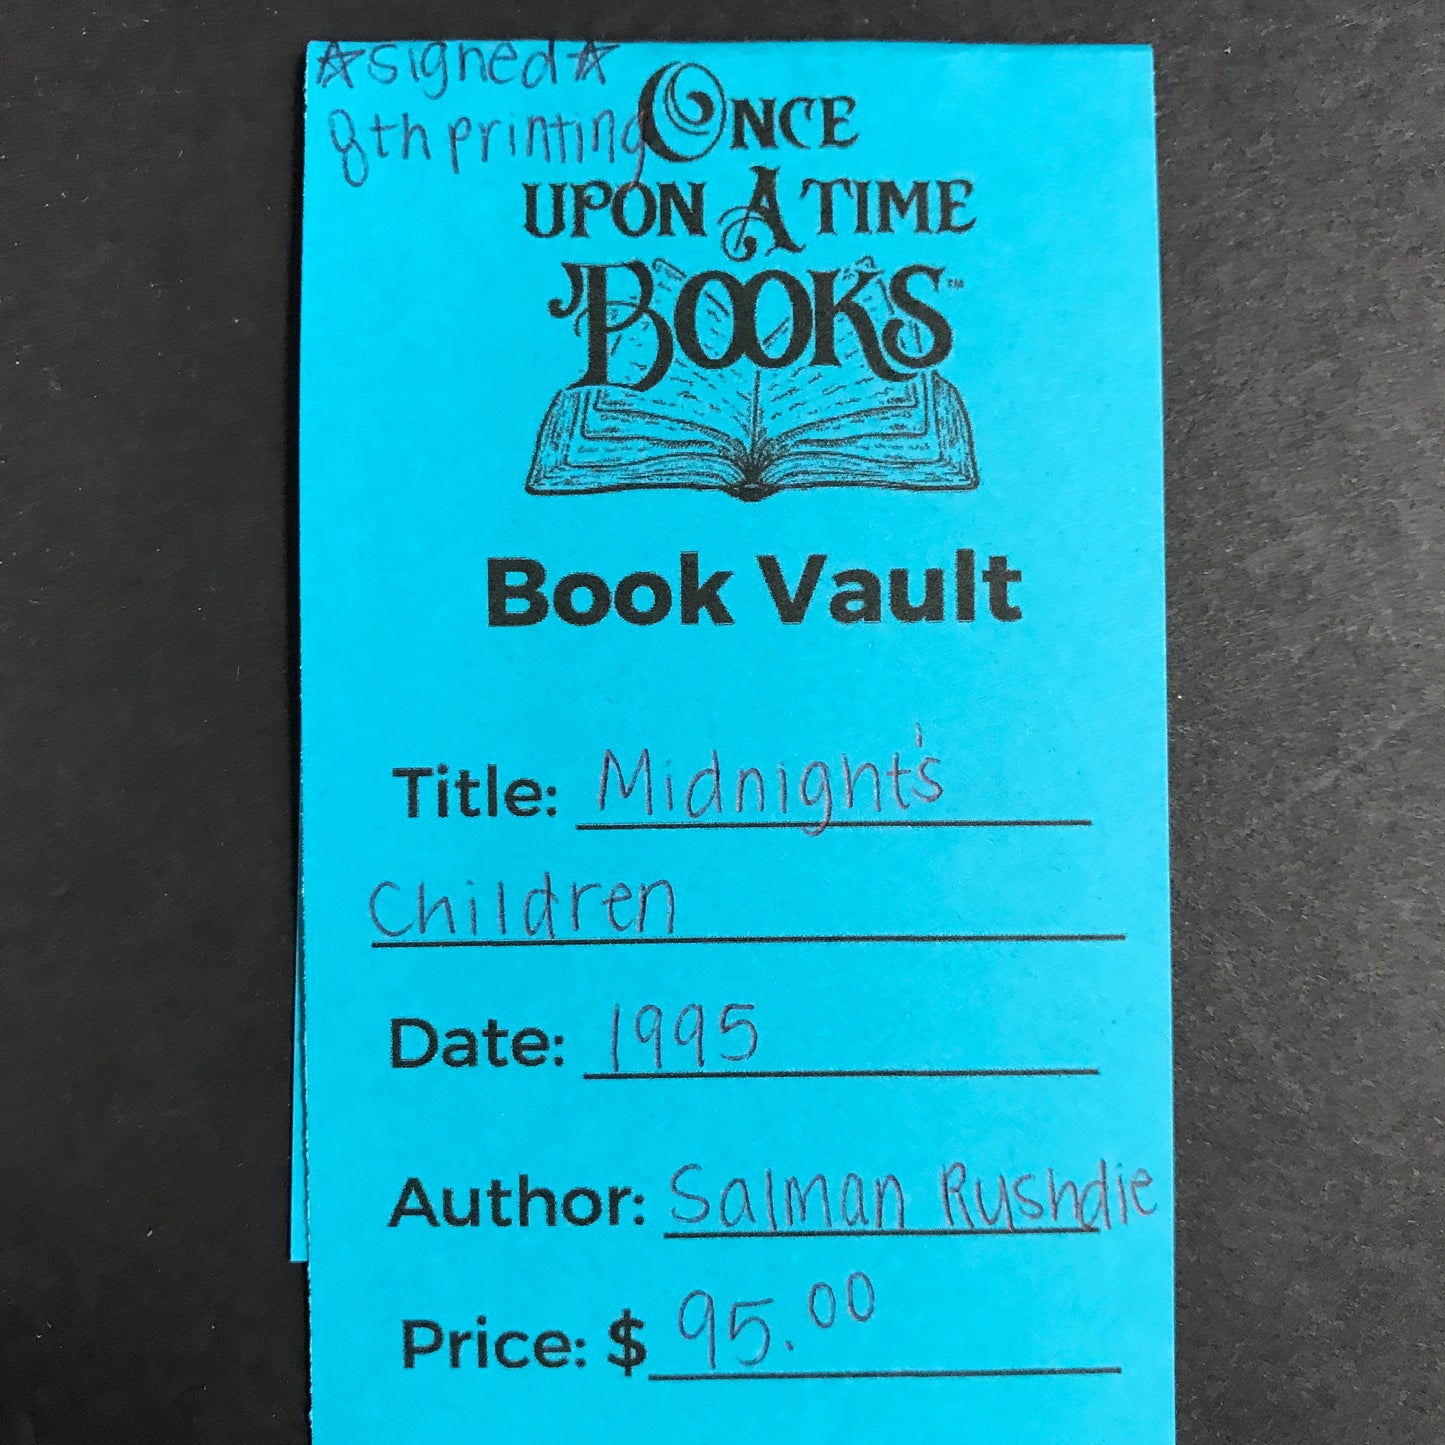 ☆signed☆
8th printing
ONCE
UPON A TIME
BOOKS™
Book Vault
Title: Midnight's
Children
Date: 1995
Author: Salman Rushdie
Price: $ 95.00